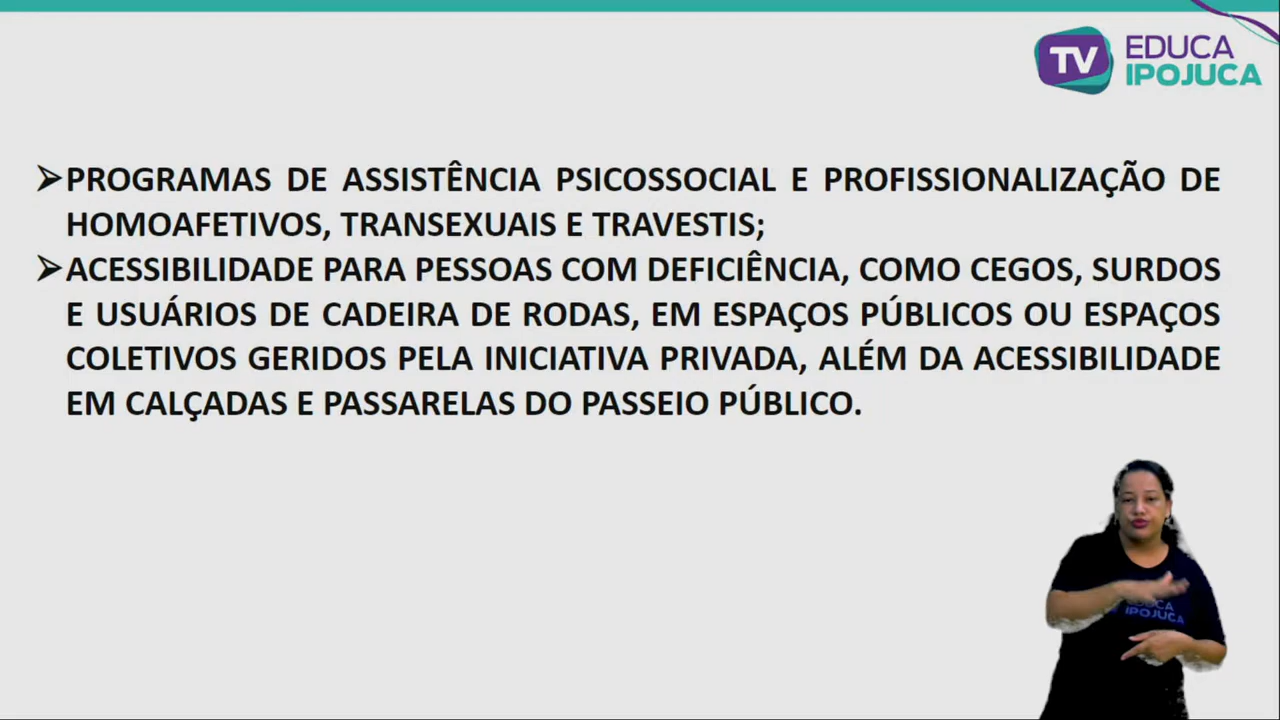 TV EDUCA
IPOJUCA
➢PROGRAMAS DE ASSISTÊNCIA PSICOSSOCIAL E PROFISSIONALIZAÇÃO DE
HOMOAFETIVOS, TRANSEXUAIS E TRAVESTIS;
➢ACESSIBILIDADE PARA PESSOAS COM DEFICIÊNCIA, COMO CEGOS, SURDOS
E USUÁRIOS DE CADEIRA DE RODAS, EM ESPAÇOS PÚBLICOS OU ESPAÇOS
COLETIVOS GERIDOS PELA INICIATIVA PRIVADA, ALÉM DA ACESSIBILIDADE
EM CALÇADAS E PASSARELAS DO PASSEIO PÚBLICO.
EDUCA
IPOJUCA